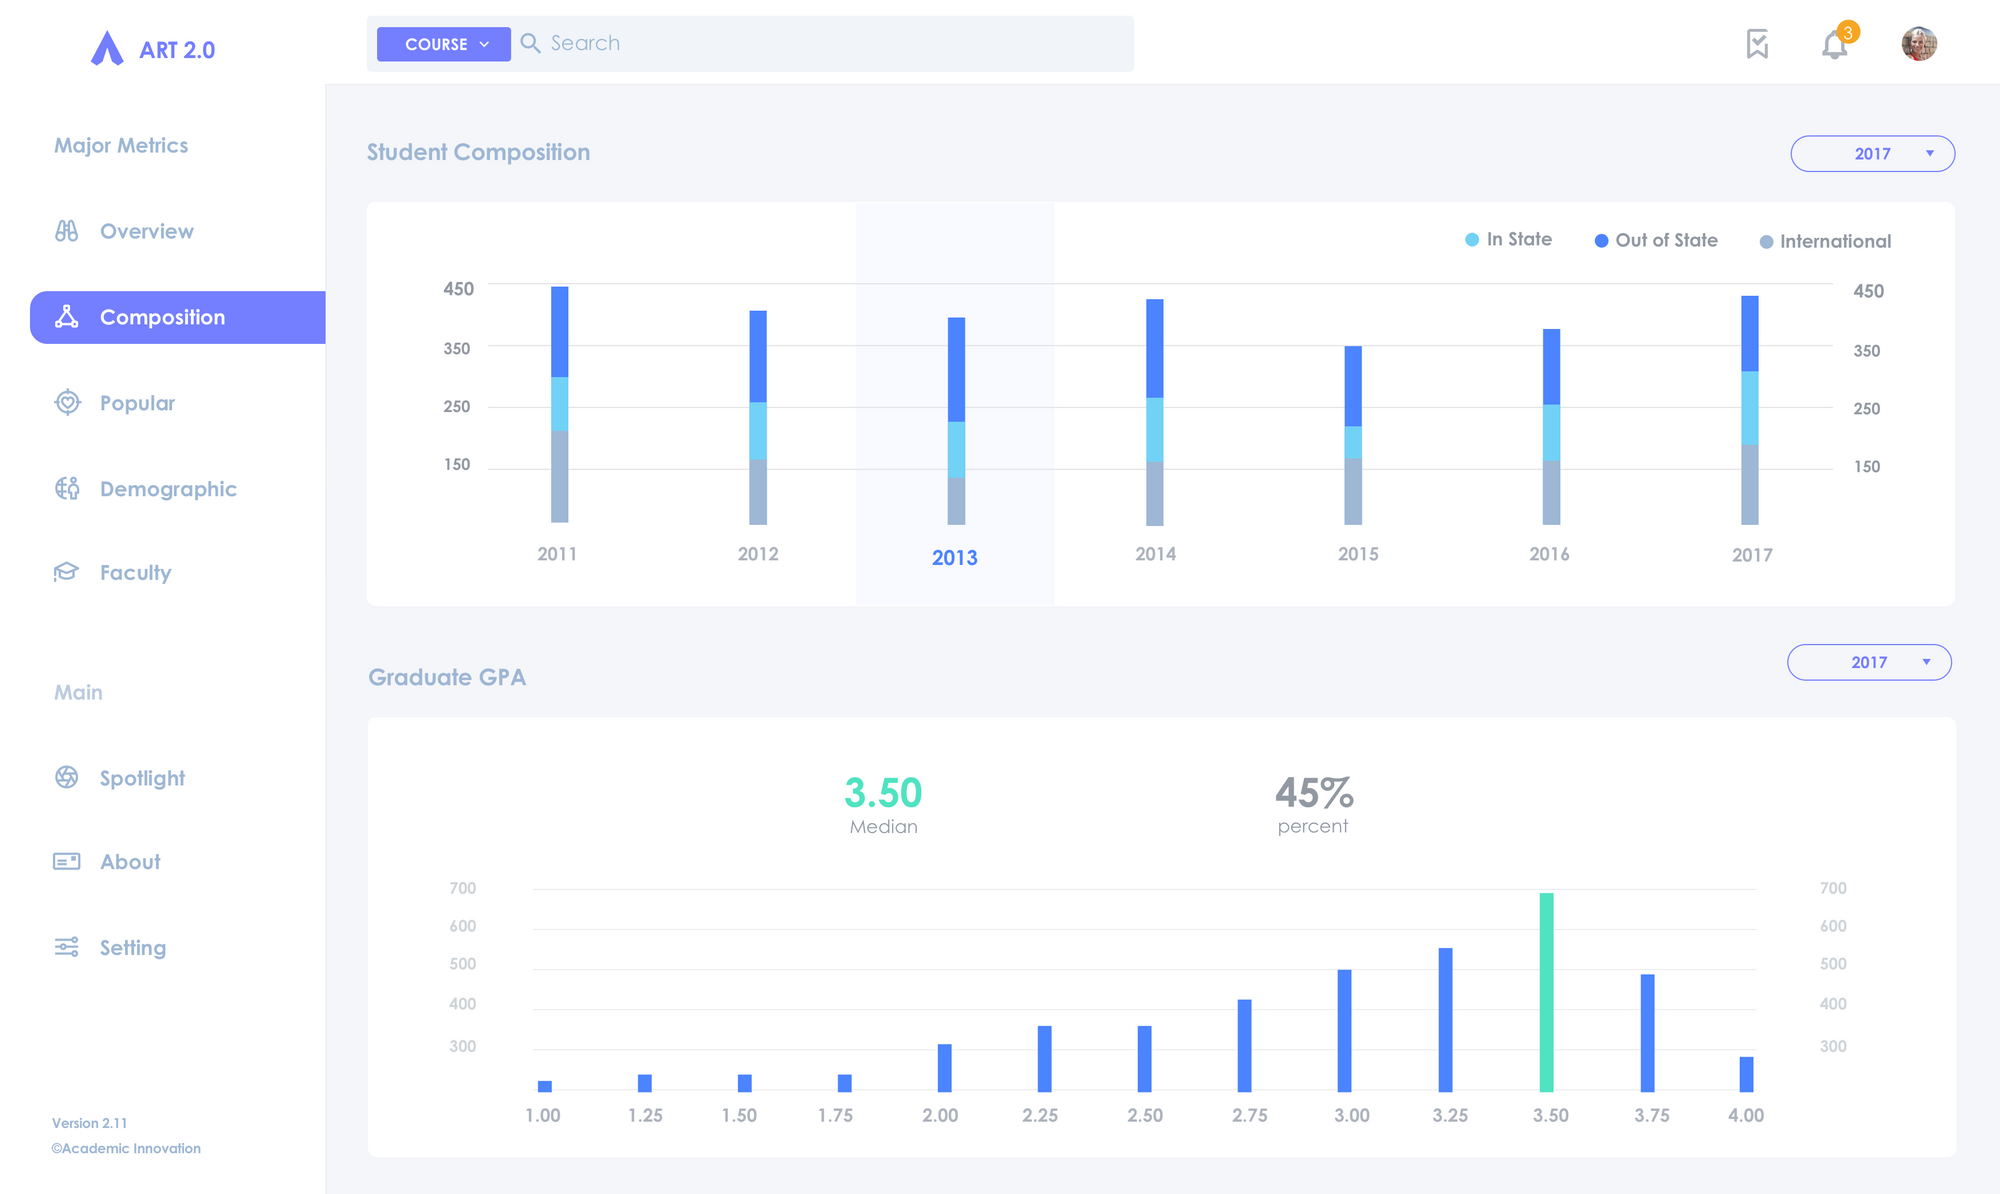 ART 2.0
COURSE
Search
3
Major Metrics
Overview
Composition
Popular
Demographic
Faculty
Main
Spotlight
About
Setting
Version 2.11
©Academic Innovation
Student Composition
2017
In State
Out of State
International
450
450
350
350
250
250
150
150
2011
2012
2013
2014
2015
2016
2017
Graduate GPA
2017
3.50
Median
45%
percent
700
700
600
600
500
500
400
400
300
300
1.00
1.25
1.50
1.75
2.00
2.25
2.50
2.75
3.00
3.25
3.50
3.75
4.00